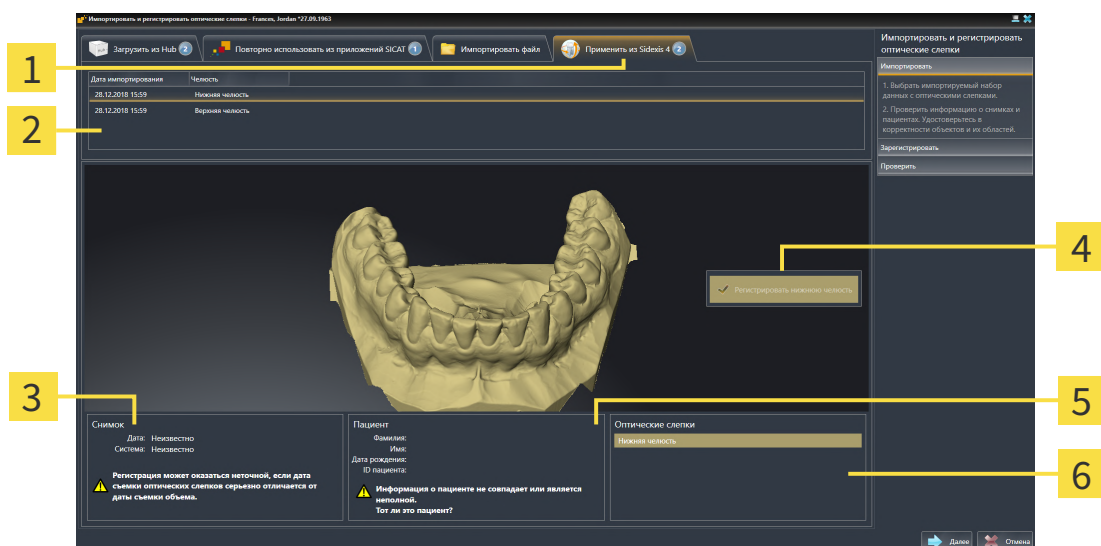 Импортировать и регистрировать оптические слепки - Frances, Jordan *27.09.1963
Загрузить из Hub 2
Повторно использовать из приложений SICAT 1
Импортировать файл
Применить из Sidexis 4 2
Дата импортирования Челюсть
28.12.2018 15:59 Нижняя челюсть
28.12.2018 15:59 Верхняя челюсть
Импортировать и регистрировать
оптические слепки
Импортировать
1. Выбрать импортируемый набор
данных с оптическими слепками.
2. Проверить информацию о снимках и
пациентах. Удостоверьтесь в
корректности объектов и их областей.
Зарегистрировать
Проверить
1
2
3
4
5
6
Регистрировать нижнюю челюсть
Снимок
Дата: Неизвестно
Система: Неизвестно
Регистрация может оказаться неточной, если дата
съемки оптических слепков серьезно отличается от
даты съемки объема.
Пациент
Фамилия:
Имя:
Дата рождения:
ID пациента:
Информация о пациенте не совпадает или является
неполной.
Тот ли это пациент?
Оптические слепки
Нижняя челюсть
Далее
Отмена